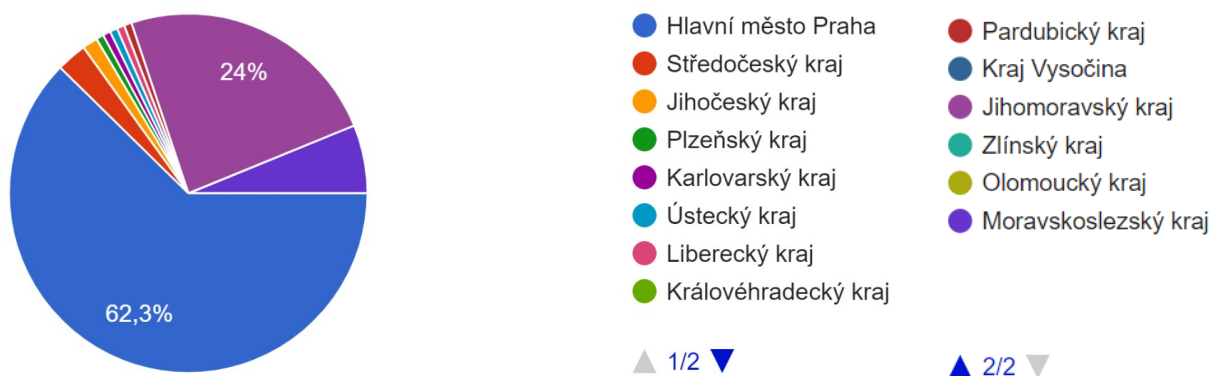 24%
62,3%
Hlavní město Praha
Středočeský kraj
Jihočeský kraj
Plzeňský kraj
Karlovarský kraj
Ústecký kraj
Liberecký kraj
Královéhradecký kraj
1/2
Pardubický kraj
Kraj Vysočina
Jihomoravský kraj
Zlínský kraj
Olomoucký kraj
Moravskoslezský kraj
2/2